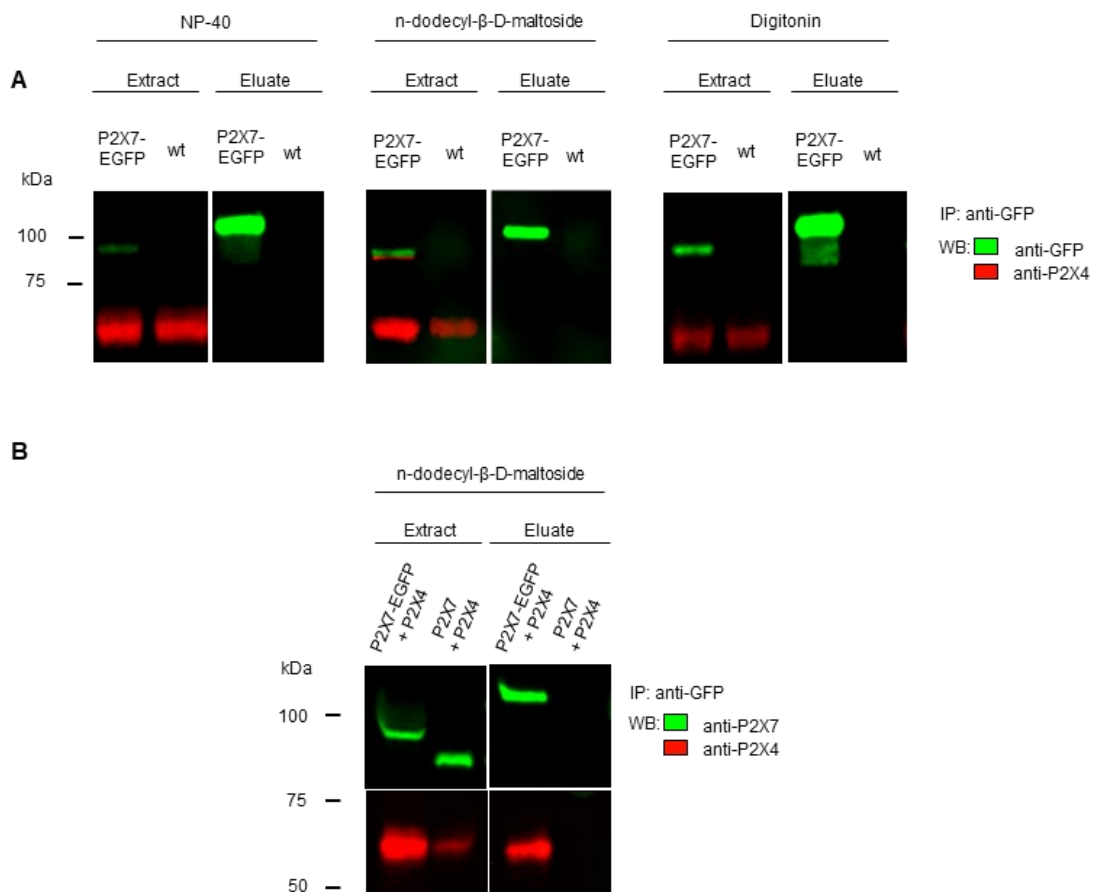 NP-40
n-dodecyl-β-D-maltoside
Digitonin
A
Extract
Eluate
Extract
Eluate
Extract
Eluate
P2X7-
EGFP
wt
P2X7-
EGFP
wt
P2X7-
EGFP
wt
P2X7-
EGFP
wt
P2X7-
EGFP
wt
P2X7-
EGFP
wt
kDa
100
75
IP: anti-GFP
WB: anti-GFP
anti-P2X4
B
n-dodecyl-β-D-maltoside
Extract
Eluate
P2X7-EGFP
+ P2X4
P2X7
+ P2X4
P2X7-EGFP
+ P2X4
P2X7
+ P2X4
kDa
100
75
50
IP: anti-GFP
WB: anti-P2X7
anti-P2X4